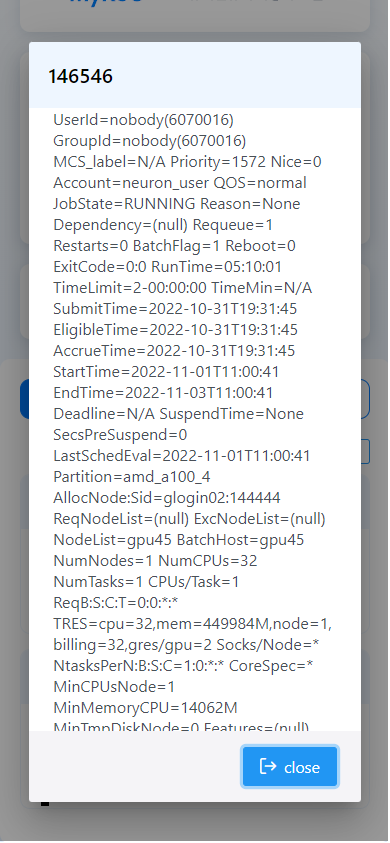 146546
UserId=nobody(6070016)
GroupId=nobody(6070016)
MCS_label=N/A Priority=1572 Nice=0
Account=neuron_user QOS=normal
JobState=RUNNING Reason=None
Dependency=(null) Requeue=1
Restarts=0 BatchFlag=1 Reboot=0
ExitCode=0:0 RunTime=05:10:01
TimeLimit=2-00:00:00 TimeMin=N/A
SubmitTime=2022-10-31T19:31:45
EligibleTime=2022-10-31T19:31:45
AccrueTime=2022-10-31T19:31:45
StartTime=2022-11-01T11:00:41
EndTime=2022-11-03T11:00:41
Deadline=N/A SuspendTime=None
SecsPreSuspend=0
LastSchedEval=2022-11-01T11:00:41
Partition=amd_a100_4
AllocNode:Sid=glogin02:144444
ReqNodeList=(null) ExcNodeList=(null)
NodeList=gpu45 BatchHost=gpu45
NumNodes=1 NumCPUs=32
NumTasks=1 CPUs/Task=1
ReqB:S:C:T=0:0:*:*
TRES=cpu=32,mem=449984M,node=1,
billing=32,gres/gpu=2 Socks/Node=*
NtasksPerN:B:S:C=1:0:*:* CoreSpec=*
MinCPUsNode=1
MinMemoryCPU=14062M
MinTmpDiskNode=0 Features=(null)
close